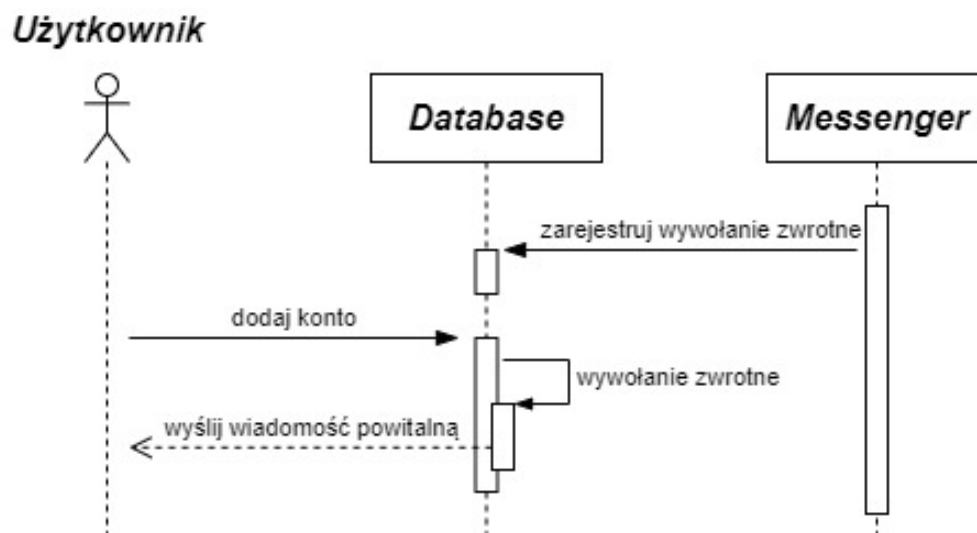 Użytkownik
Database
Messenger
zarejestruj wywołanie zwrotne
dodaj konto
wywołanie zwrotne
wyślij wiadomość powitalną